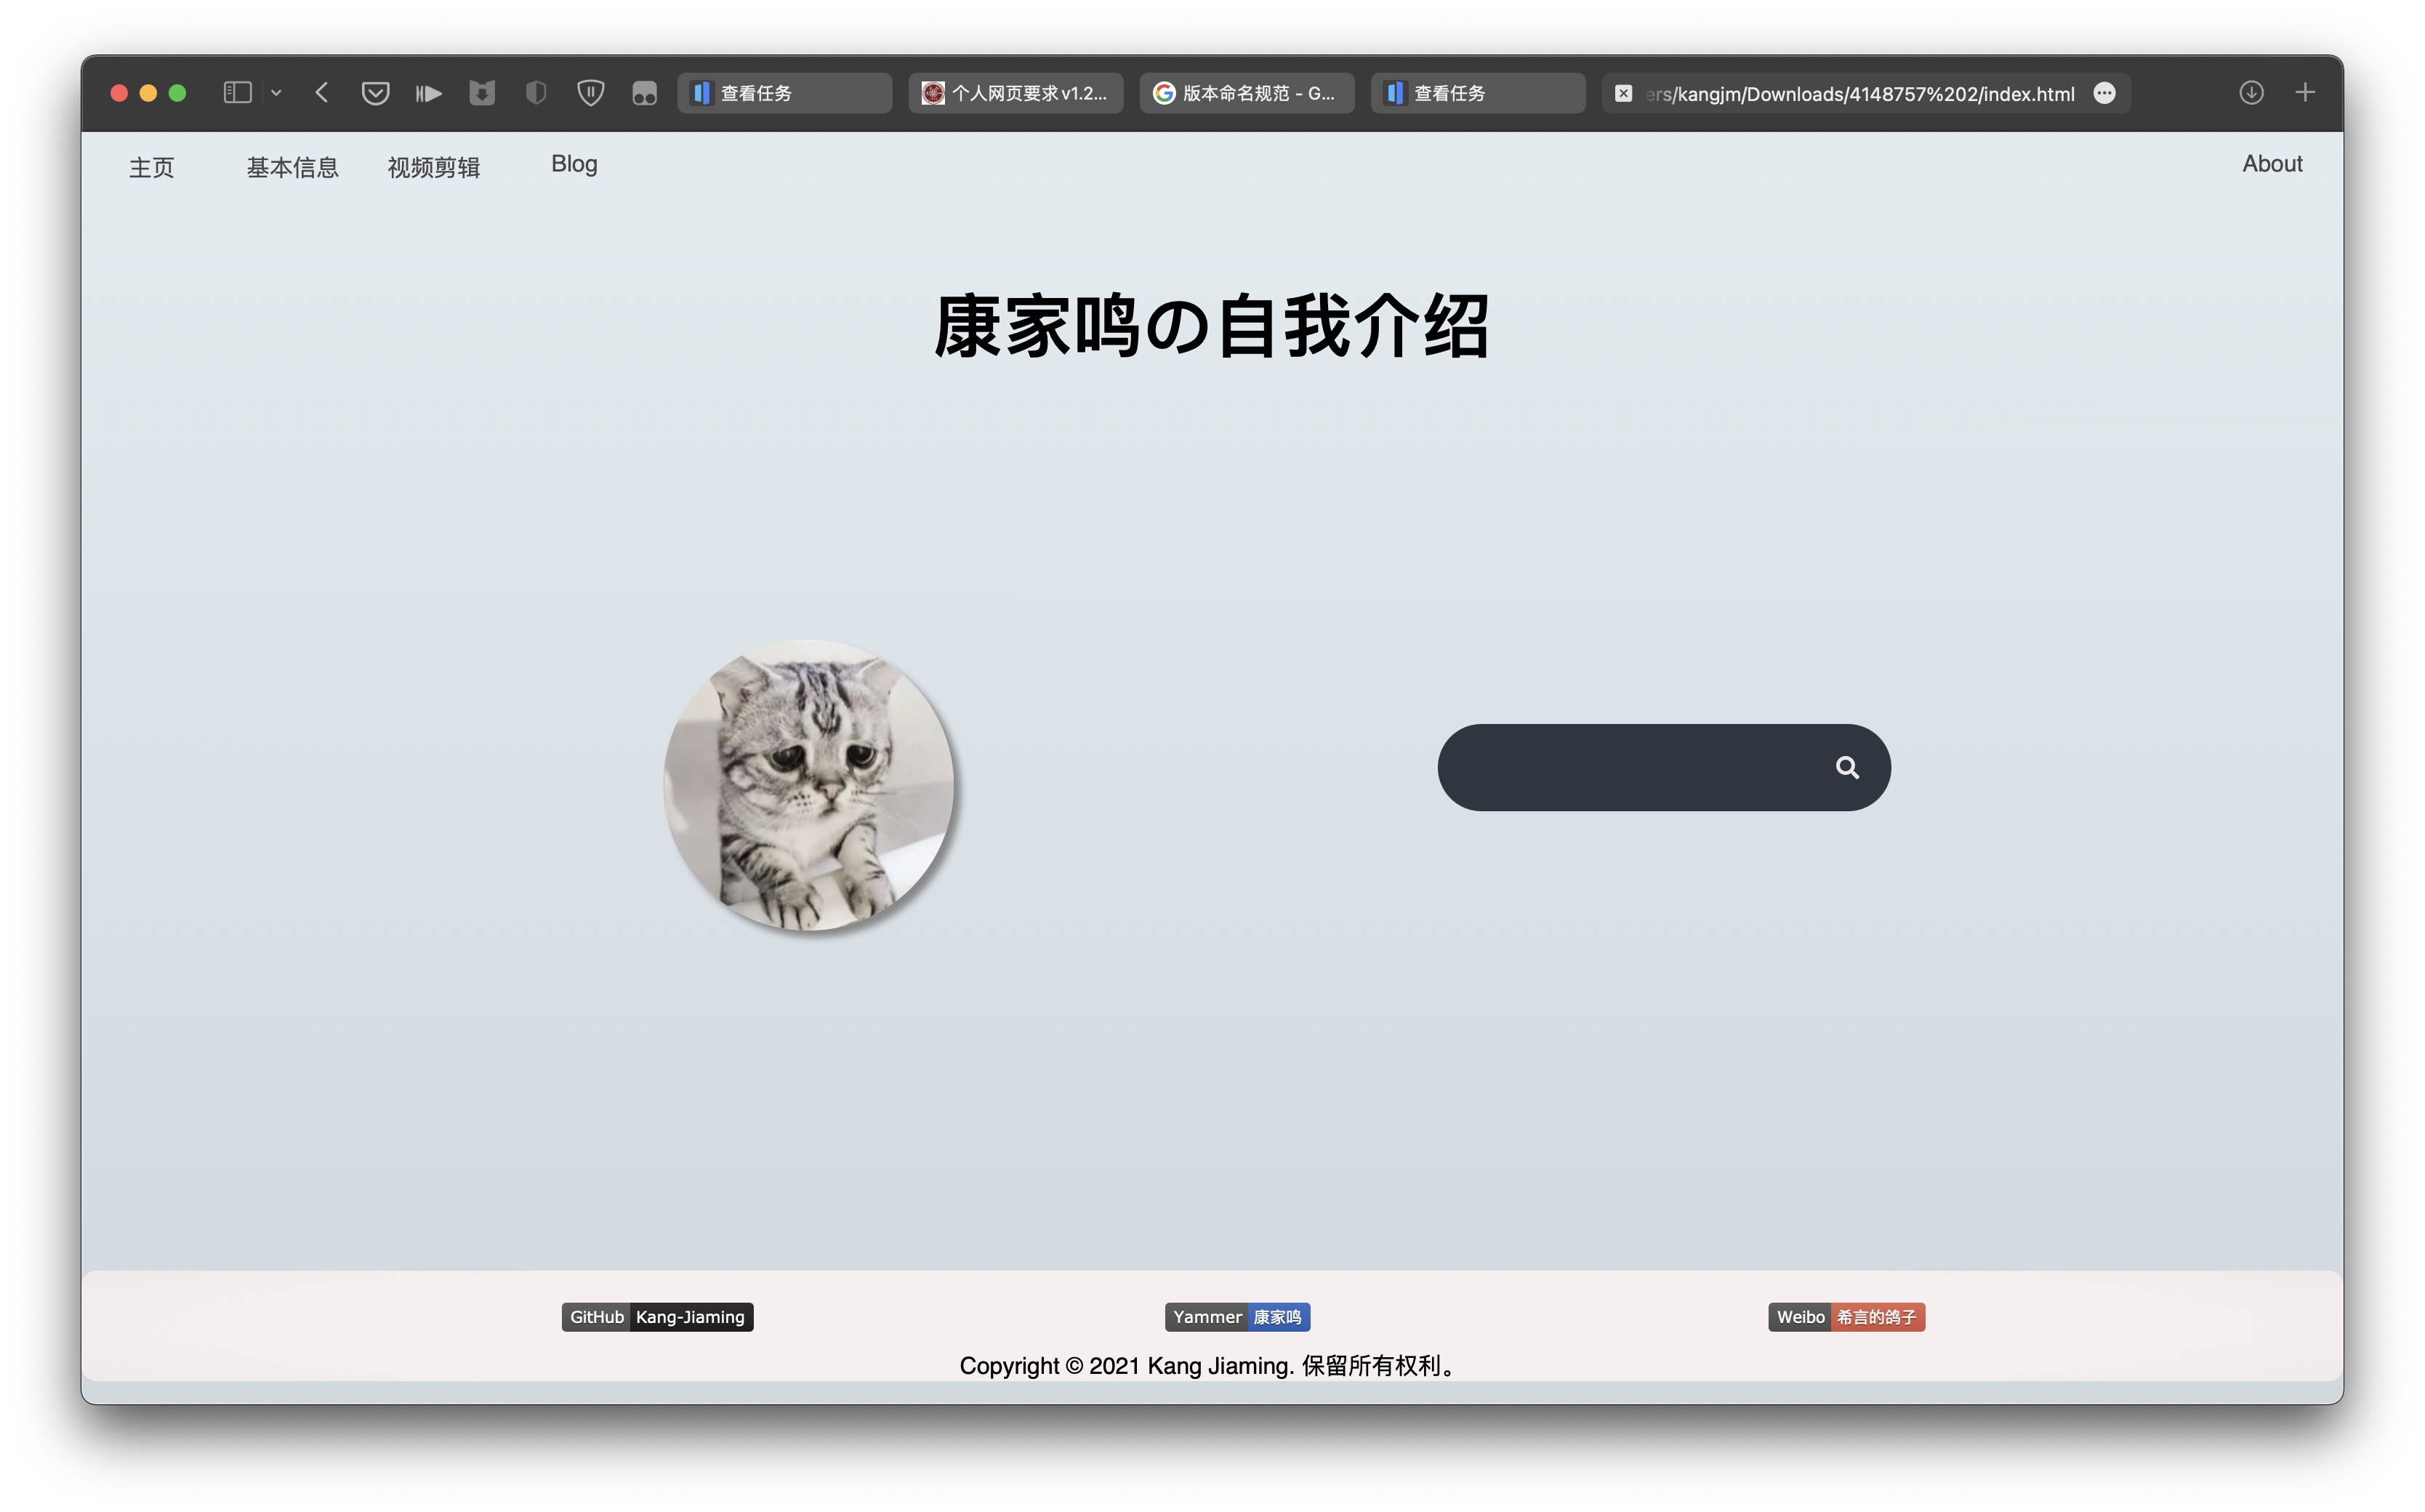 查看任务 个人网页要求v1.2... 版本命名规范 - G... 查看任务 ers/kangjm/Downloads/4148757%202/index.html
主页 基本信息 视频剪辑 Blog About
康家鸣の自我介绍
GitHub Kang-Jiaming Yammer 康家鸣 Weibo 希言的鸽子
Copyright © 2021 Kang Jiaming. 保留所有权利。